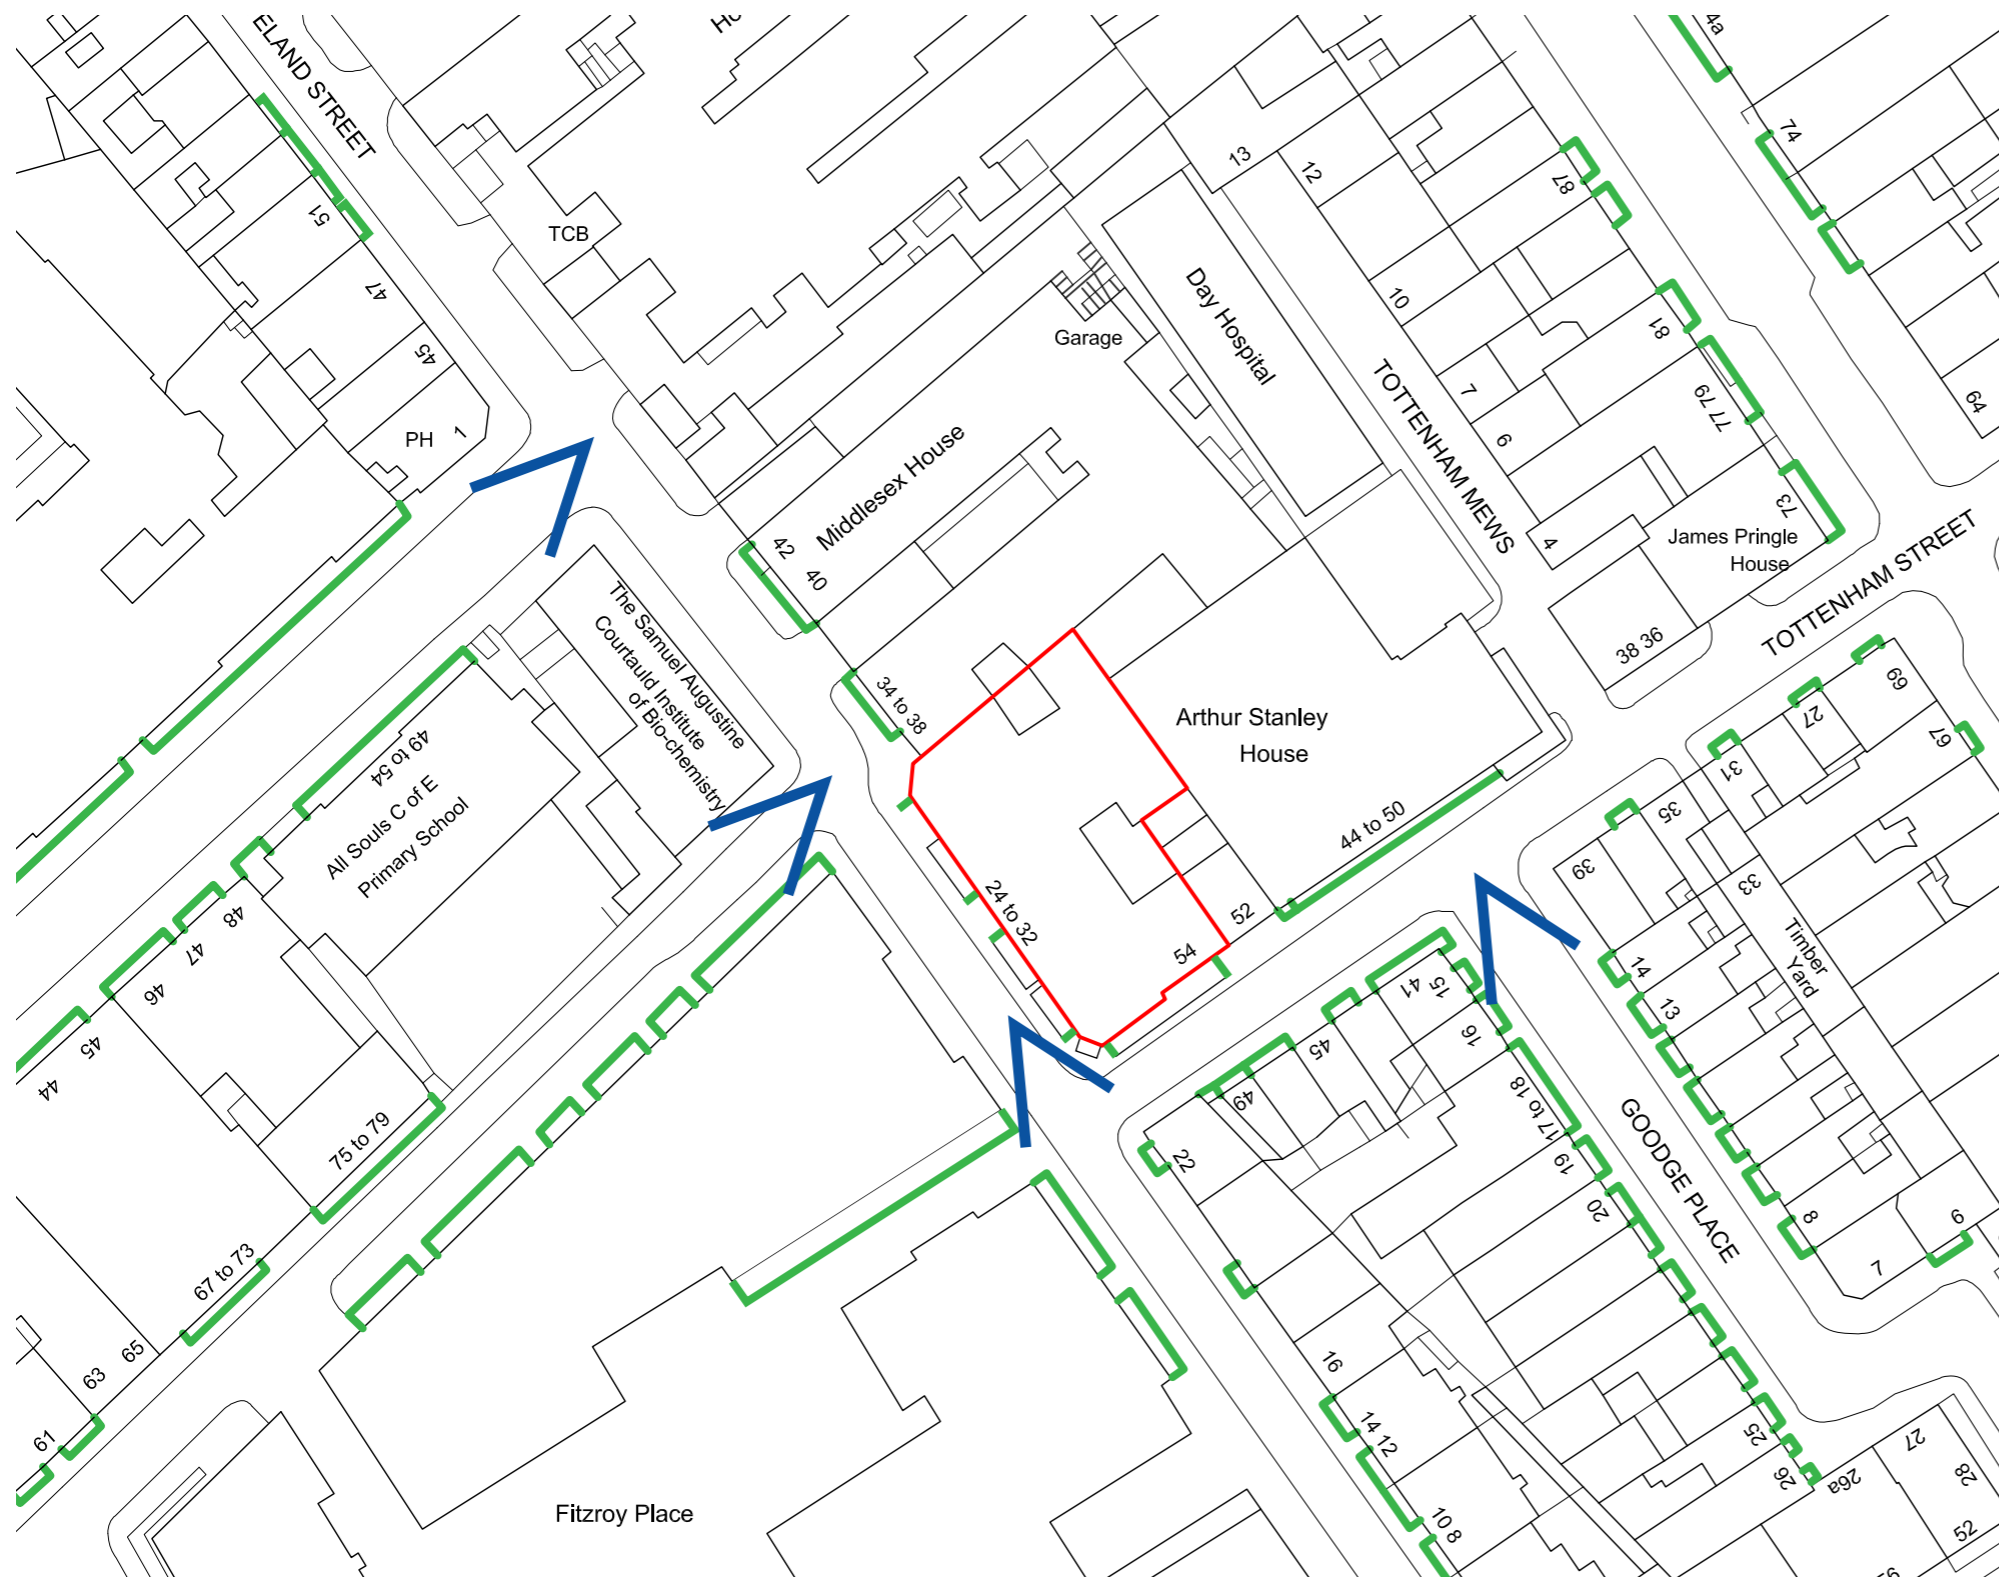 ELAND STREET
51
47
45
PH 1
TCB
13
12
87
4a
74
10
7
6
81
77 79
73
64
Garage
Day Hospital
TOTTENHAM MEWS
Middlesex House
42
40
4
James Pringle
House
38 36
TOTTENHAM STREET
The Samuel Augustine
Courtauld Institute
of Bio-chemistry
34 to 38
Arthur Stanley
House
49 to 54
All Souls C of E
Primary School
44 to 50
24 to 32
52
54
69
67
27
31
35
39
33
Timber
Yard
48
47
46
45
44
14
13
15
41
16
45
49
17 to 18
19
20
22
GOODGE PLACE
75 to 79
67 to 73
65
63
61
8
7
9
16
14 12
10 8
25
26
26a
27
28
52
Fitzroy Place